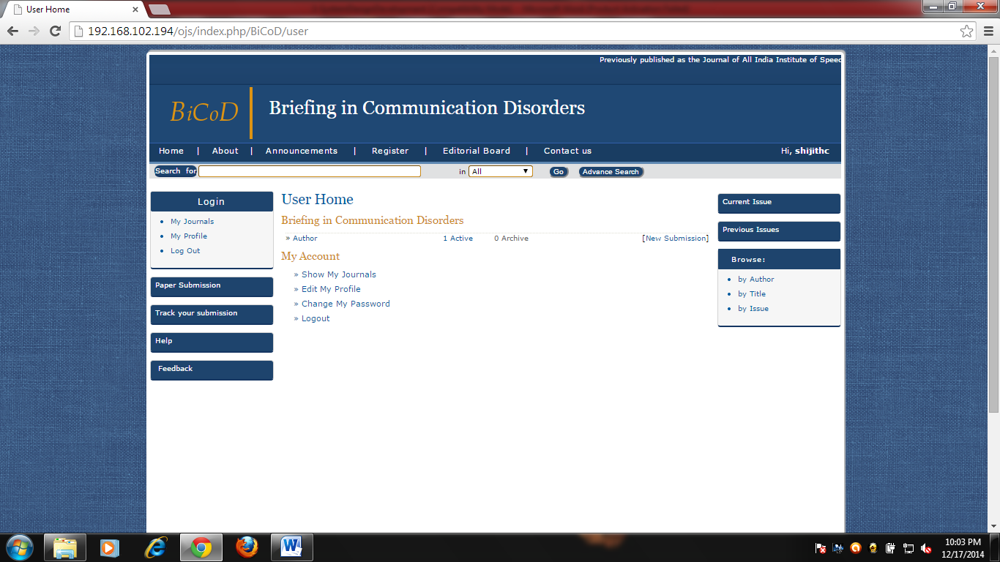 User Home
192.168.102.194/ojs/index.php/BiCoD/user
Previously published as the Journal of All India Institute of Speec
BiCoD
Briefing in Communication Disorders
Home | About | Announcements | Register | Editorial Board | Contact us
Hi, shijithc
Search for
in All
Go
Advance Search
Login
My Journals
My Profile
Log Out
Paper Submission
Track your submission
Help
Feedback
User Home
Briefing in Communication Disorders
» Author 1 Active 0 Archive [New Submission]
My Account
» Show My Journals
» Edit My Profile
» Change My Password
» Logout
Current Issue
Previous Issues
Browse:
by Author
by Title
by Issue
10:03 PM
12/17/2014